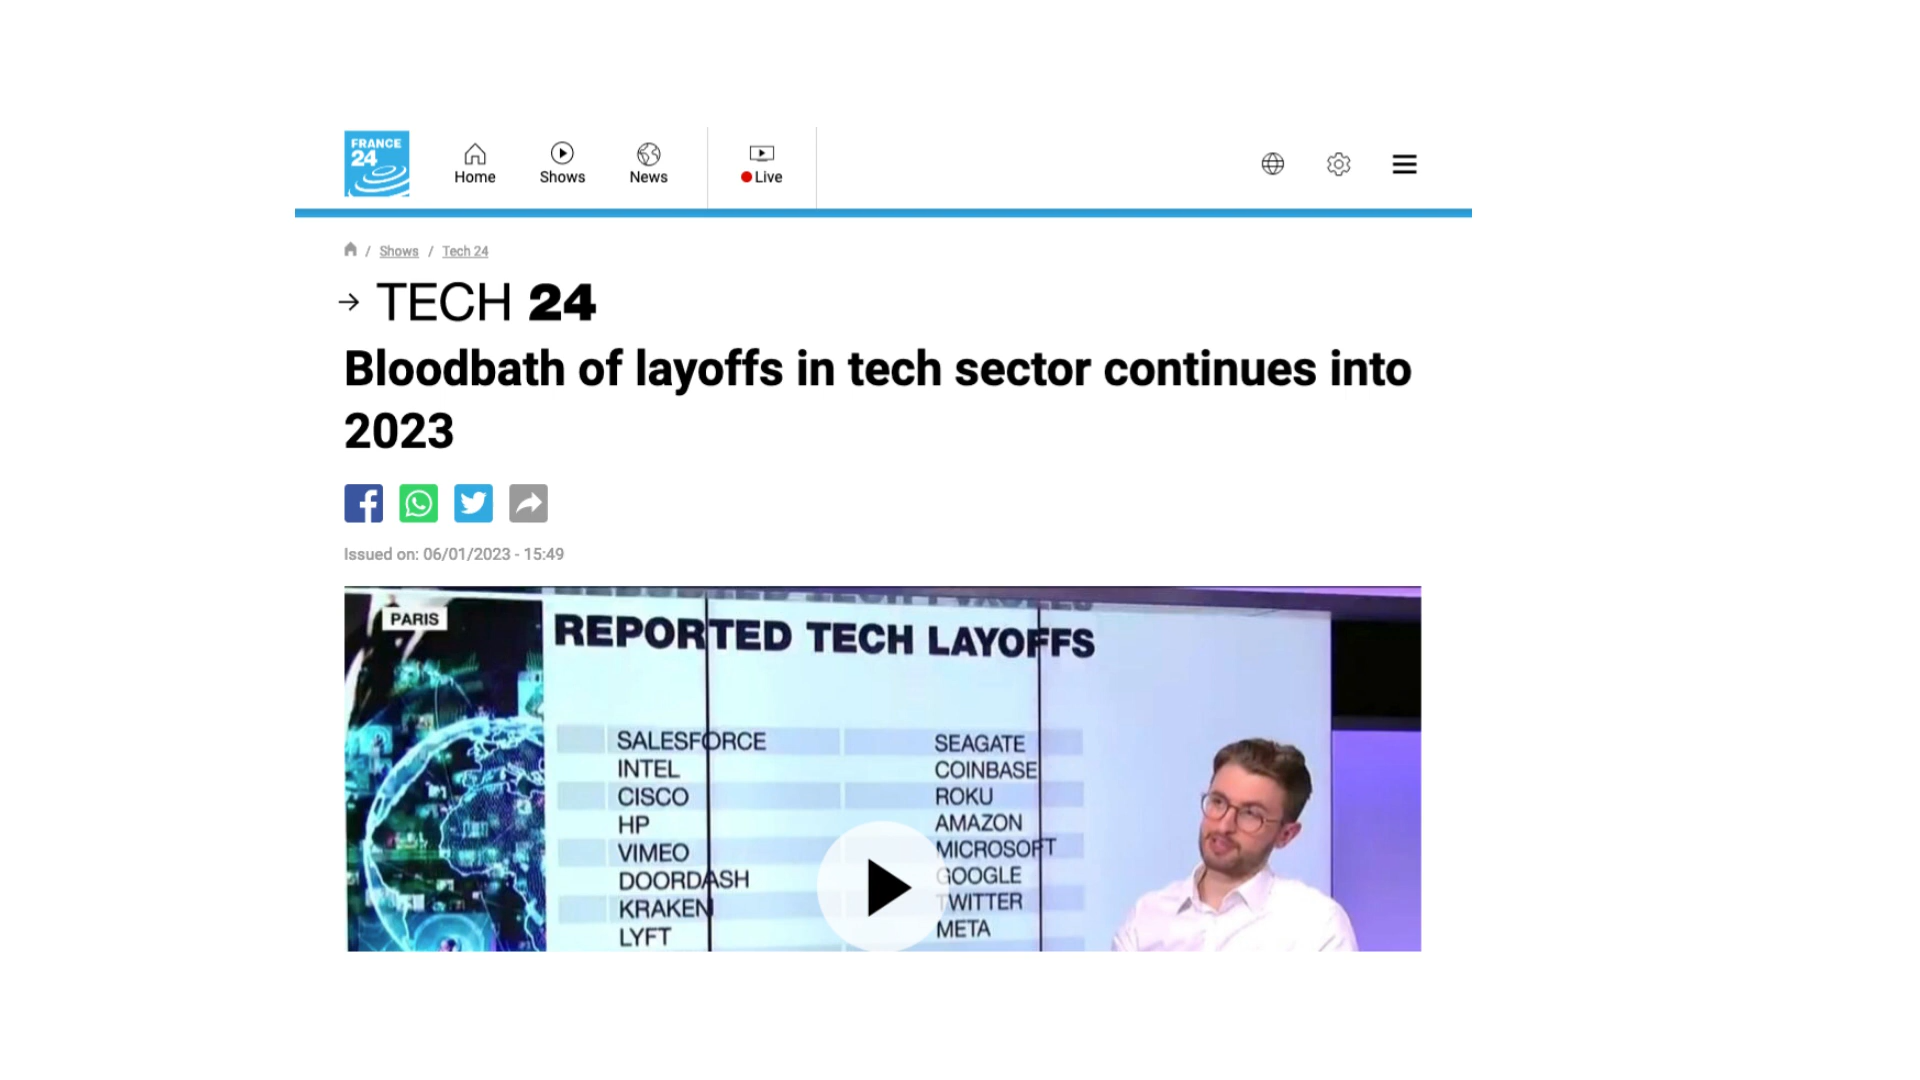 FRANCE
24
Home
Shows
News
Live
/ Shows / Tech 24
→ TECH 24
Bloodbath of layoffs in tech sector continues into
2023
Issued on: 06/01/2023 - 15:49
PARIS
REPORTED TECH LAYOFFS
SALESFORCE
INTEL
CISCO
HP
VIMEO
DOORDASH
KRAKEN
LYFT
SEAGATE
COINBASE
ROKU
AMAZON
MICROSOFT
GOOGLE
TWITTER
META